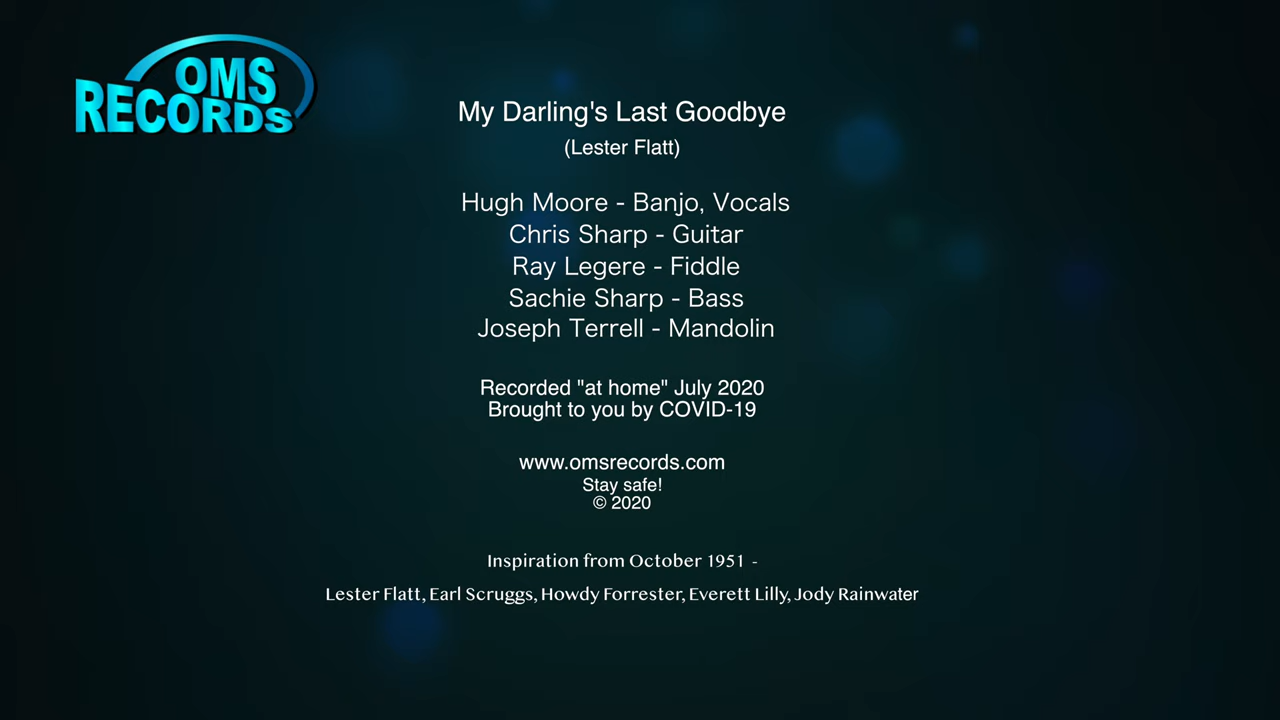 OMS
RECORDS
My Darling's Last Goodbye
(Lester Flatt)
Hugh Moore - Banjo, Vocals
Chris Sharp - Guitar
Ray Legere - Fiddle
Sachie Sharp - Bass
Joseph Terrell - Mandolin
Recorded "at home" July 2020
Brought to you by COVID-19
www.omsrecords.com
Stay safe!
© 2020
Inspiration from October 1951 -
Lester Flatt, Earl Scruggs, Howdy Forrester, Everett Lilly, Jody Rainwater